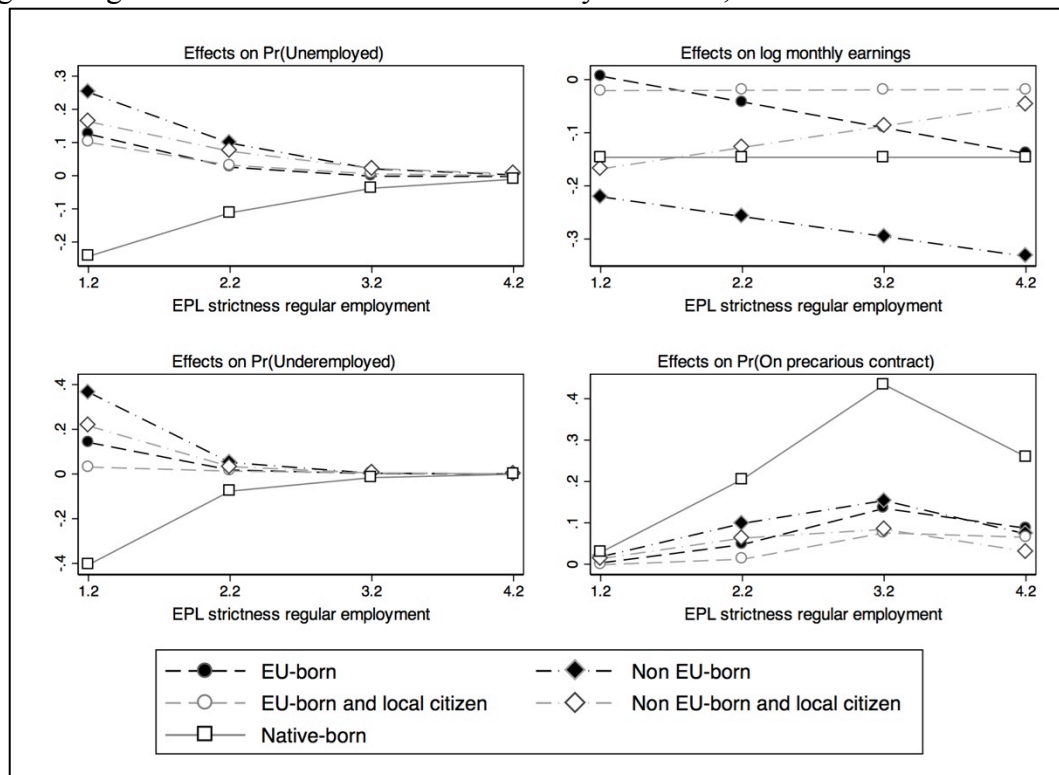 Effects on Pr(Unemployed)
.3
.2
.1
0
-.1
-.2
1.2 2.2 3.2 4.2
EPL strictness regular employment
Effects on log monthly earnings
0
-.1
-.2
-.3
1.2 2.2 3.2 4.2
EPL strictness regular employment
Effects on Pr(Underemployed)
.4
.2
0
-.2
-.4
1.2 2.2 3.2 4.2
EPL strictness regular employment
Effects on Pr(On precarious contract)
.4
.3
.2
.1
0
1.2 2.2 3.2 4.2
EPL strictness regular employment
EU-born Non EU-born
EU-born and local citizen Non EU-born and local citizen
Native-born